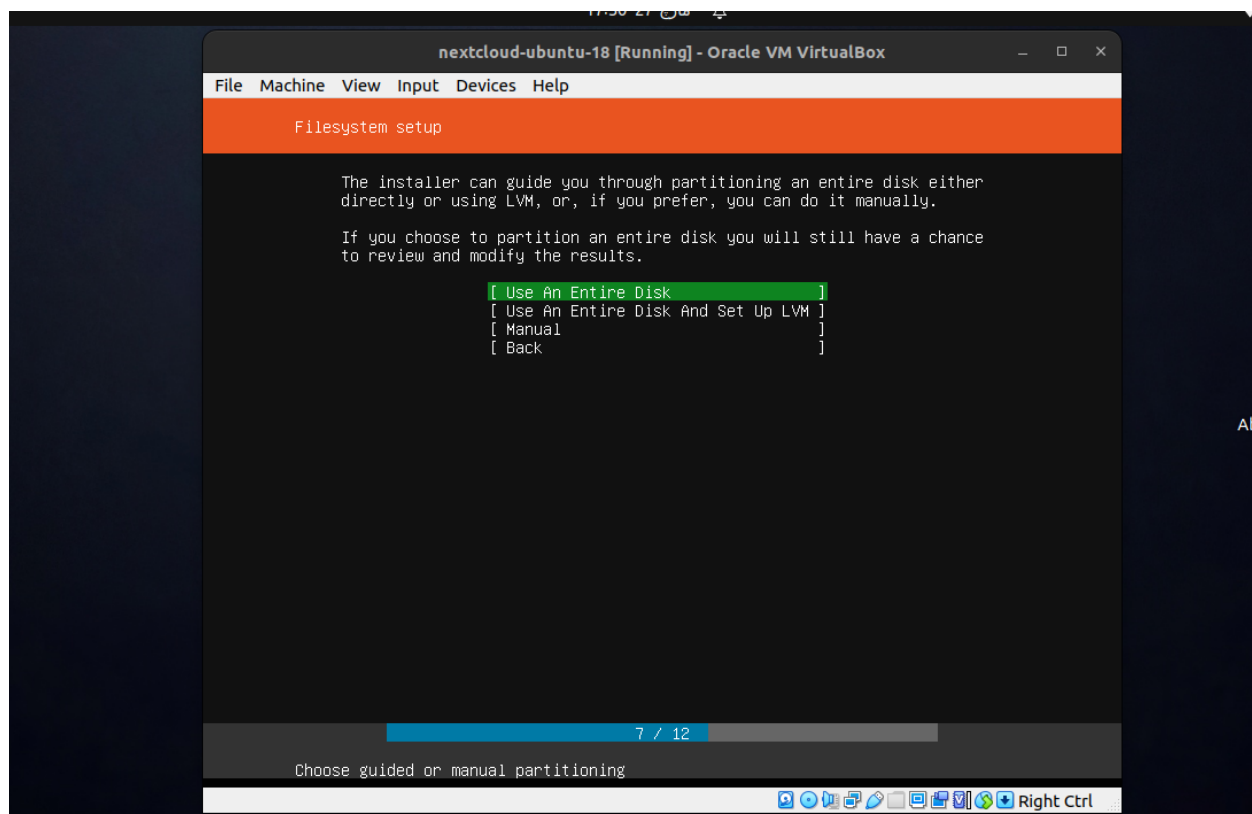 nextcloud-ubuntu-18 [Running] - Oracle VM VirtualBox
File Machine View Input Devices Help
Filesystem setup
The installer can guide you through partitioning an entire disk either
directly or using LVM, or, if you prefer, you can do it manually.
If you choose to partition an entire disk you will still have a chance
to review and modify the results.
[ Use An Entire Disk ]
[ Use An Entire Disk And Set Up LVM ]
[ Manual ]
[ Back ]
7 / 12
Choose guided or manual partitioning
Right Ctrl